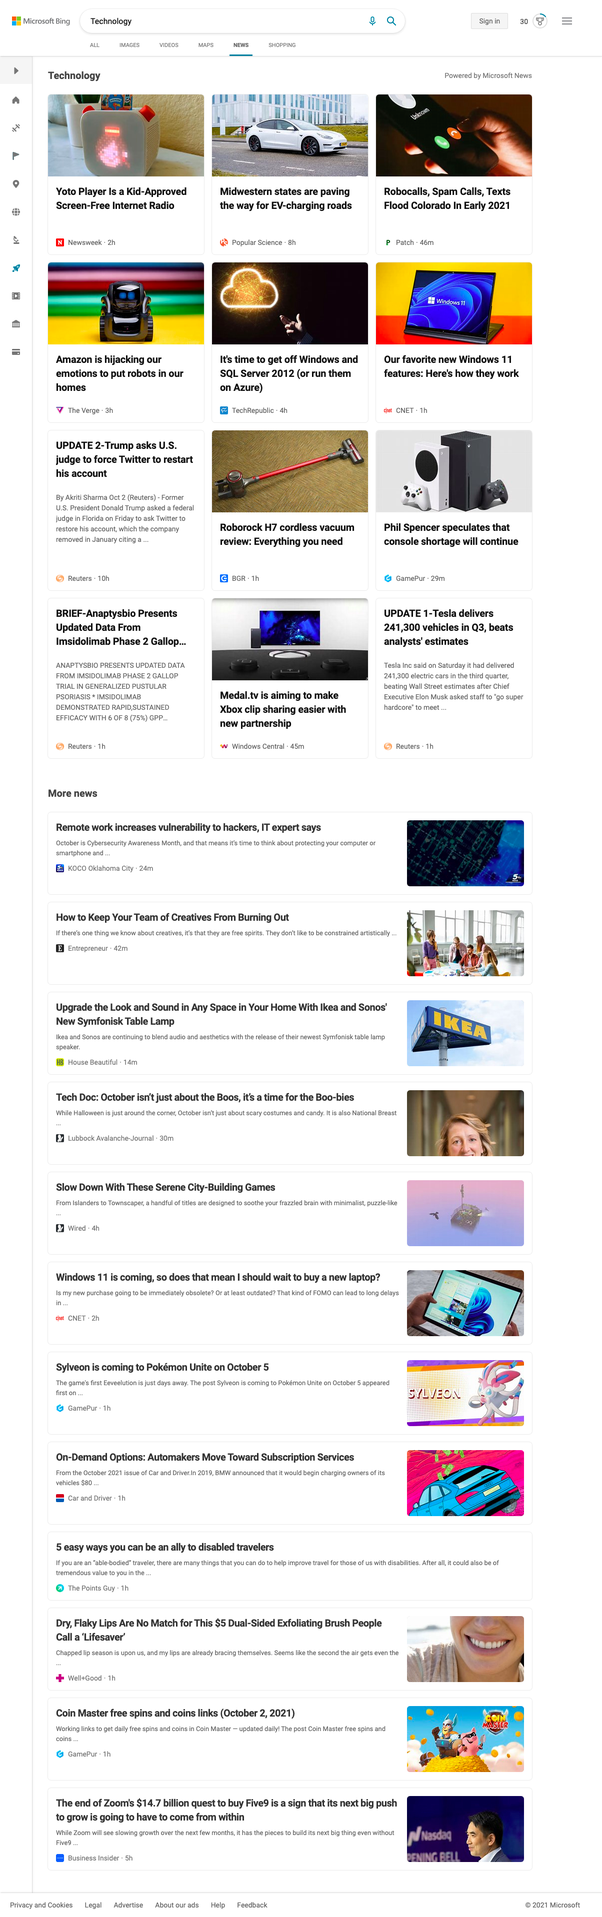 Microsoft Bing
Technology
Sign in
30
ALL
IMAGES
VIDEOS
MAPS
NEWS
SHOPPING
Technology
Powered by Microsoft News
Yoto Player Is a Kid-Approved
Screen-Free Internet Radio
Newsweek · 2h
Midwestern states are paving
the way for EV-charging roads
Popular Science · 8h
Unknown
Robocalls, Spam Calls, Texts
Flood Colorado In Early 2021
Patch · 46m
Amazon is hijacking our
emotions to put robots in our
homes
The Verge · 3h
It's time to get off Windows and
SQL Server 2012 (or run them
on Azure)
TechRepublic · 4h
Windows 11
Our favorite new Windows 11
features: Here's how they work
CNET · 1h
UPDATE 2-Trump asks U.S.
judge to force Twitter to restart
his account
By Akriti Sharma Oct 2 (Reuters) - Former
U.S. President Donald Trump asked a federal
judge in Florida on Friday to ask Twitter to
restore his account, which the company
removed in January citing a ...
Reuters · 10h
Roborock H7 cordless vacuum
review: Everything you need
BGR · 1h
Phil Spencer speculates that
console shortage will continue
GamePur · 29m
BRIEF-Anaptysbio Presents
Updated Data From
Imsidolimab Phase 2 Gallop...
ANAPTYSBIO PRESENTS UPDATED DATA
FROM IMSIDOLIMAB PHASE 2 GALLOP
TRIAL IN GENERALIZED PUSTULAR
PSORIASIS * IMSIDOLIMAB
DEMONSTRATED RAPID,SUSTAINED
EFFICACY WITH 6 OF 8 (75%) GPP...
Reuters · 1h
Medal.tv is aiming to make
Xbox clip sharing easier with
new partnership
Windows Central · 45m
UPDATE 1-Tesla delivers
241,300 vehicles in Q3, beats
analysts' estimates
Tesla Inc said on Saturday it had delivered
241,300 electric cars in the third quarter,
beating Wall Street estimates after Chief
Executive Elon Musk asked staff to "go super
hardcore" to meet ...
Reuters · 1h
More news
Remote work increases vulnerability to hackers, IT expert says
October is Cybersecurity Awareness Month, and that means it's time to think about protecting your computer or
smartphone and ...
KOCO Oklahoma City · 24m
How to Keep Your Team of Creatives From Burning Out
If there's one thing we know about creatives, it's that they are free spirits. They don't like to be constrained artistically ...
Entrepreneur · 42m
Upgrade the Look and Sound in Any Space in Your Home With Ikea and Sonos'
New Symfonisk Table Lamp
Ikea and Sonos are continuing to blend audio and aesthetics with the release of their newest Symfonisk table lamp
speaker.
House Beautiful · 14m
IKEA
Tech Doc: October isn't just about the Boos, it's a time for the Boo-bies
While Halloween is just around the corner, October isn't just about scary costumes and candy. It is also National Breast
...
Lubbock Avalanche-Journal · 30m
Slow Down With These Serene City-Building Games
From Islanders to Townscaper, a handful of titles are designed to soothe your frazzled brain with minimalist, puzzle-like
...
Wired · 4h
Windows 11 is coming, so does that mean I should wait to buy a new laptop?
Is my new purchase going to be immediately obsolete? Or at least outdated? That kind of FOMO can lead to long delays
in ...
CNET · 2h
Sylveon is coming to Pokémon Unite on October 5
The game's first Eeveelution is just days away. The post Sylveon is coming to Pokémon Unite on October 5 appeared
first on ...
GamePur · 1h
SYLVEON
On-Demand Options: Automakers Move Toward Subscription Services
From the October 2021 issue of Car and Driver.In 2019, BMW announced that it would begin charging owners of its
vehicles $80 ...
Car and Driver · 1h
5 easy ways you can be an ally to disabled travelers
If you are an "able-bodied" traveler, there are many things that you can do to help improve travel for those of us with disabilities. After all, it could also be of
tremendous value to you in the ...
The Points Guy · 1h
Dry, Flaky Lips Are No Match for This $5 Dual-Sided Exfoliating Brush People
Call a 'Lifesaver'
Chapped lip season is upon us, and my lips are already bracing themselves. Seems like the second the air gets even the
...
Well+Good · 1h
Coin Master free spins and coins links (October 2, 2021)
Working links to get daily free spins and coins in Coin Master — updated daily! The post Coin Master free spins and
coins ...
GamePur · 1h
COIN
MASTER
The end of Zoom's $14.7 billion quest to buy Five9 is a sign that its next big push
to grow is going to have to come from within
While Zoom will see slowing growth over the next few months, it has the pieces to build its next big thing even without
Five9 ...
Business Insider · 5h
Nasdaq
OPENING BELL
Privacy and Cookies
Legal
Advertise
About our ads
Help
Feedback
© 2021 Microsoft